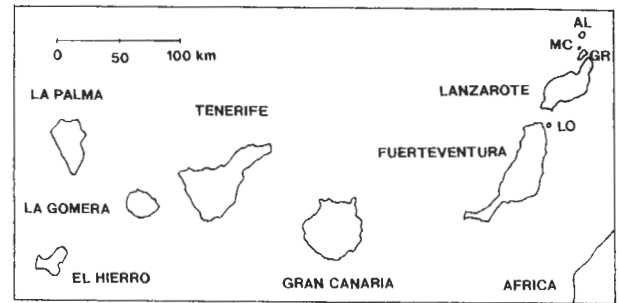 AL
MC
GR
0 50 100 km
LANZAROTE
LA PALMA
TENERIFE
LO
FUERTEVENTURA
LA GOMERA
EL HIERRO
GRAN CANARIA
AFRICA